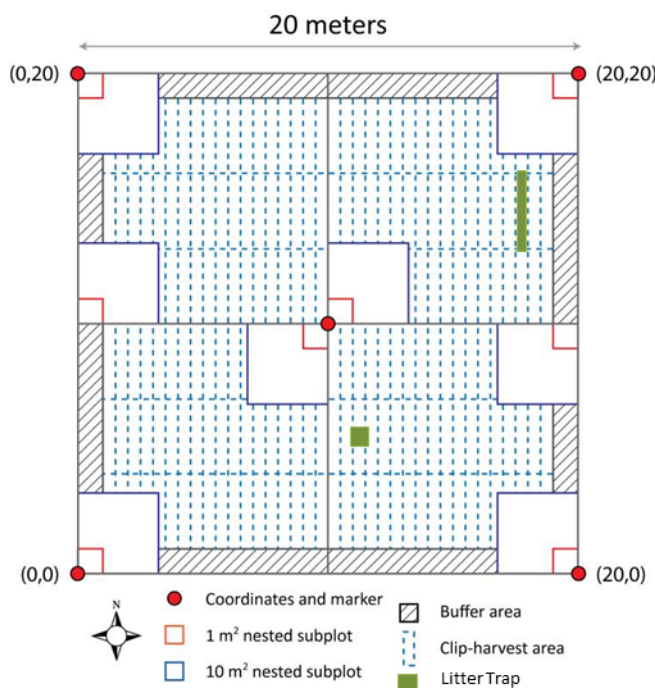 20 meters
(0,20)
(20,20)
(0,0)
(20,0)
N
Coordinates and marker
1 m² nested subplot
10 m² nested subplot
Buffer area
Clip-harvest area
Litter Trap